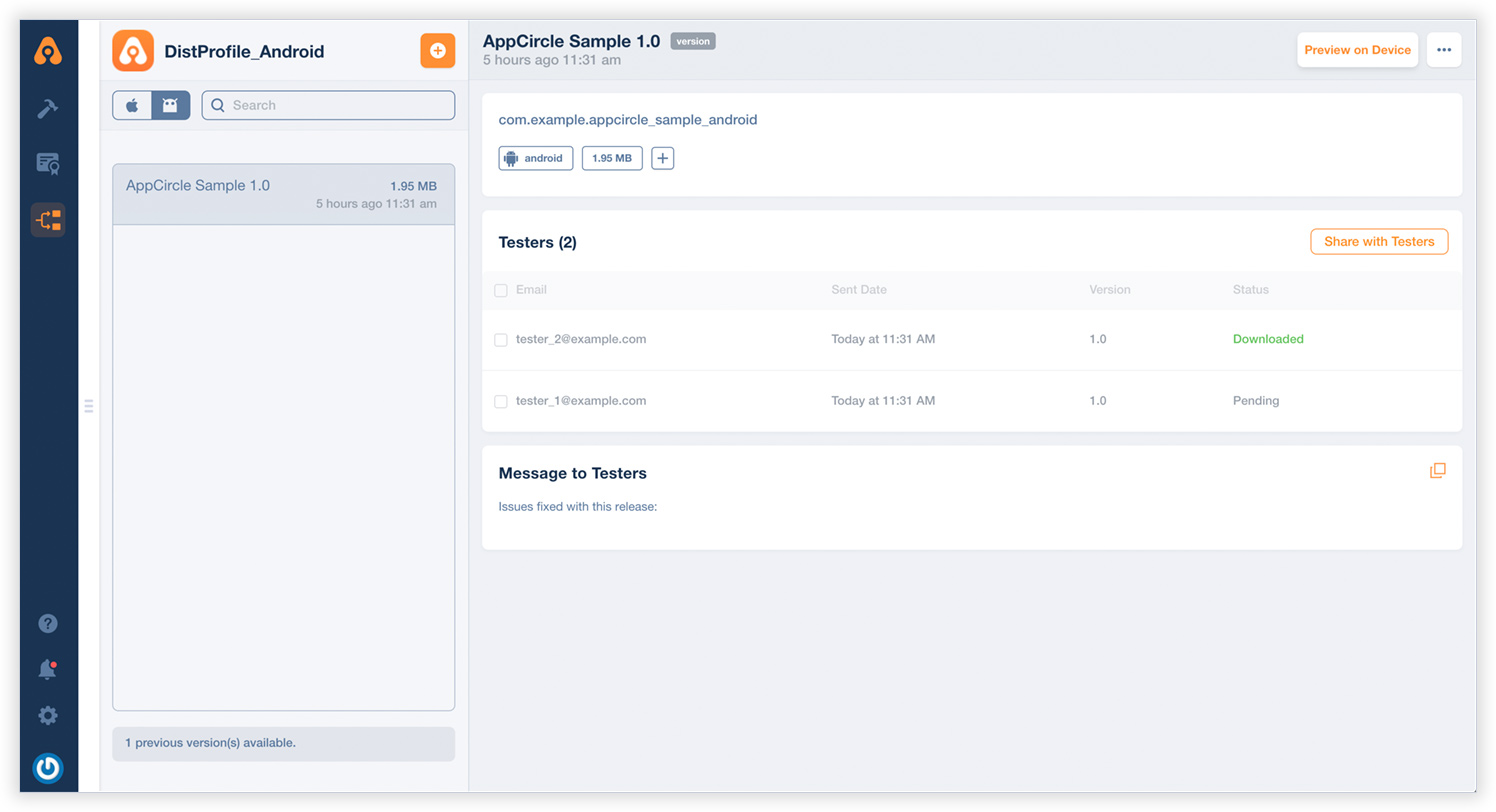 DistProfile_Android
Search
AppCircle Sample 1.0
1.95 MB
5 hours ago 11:31 am
1 previous version(s) available.
AppCircle Sample 1.0 version
5 hours ago 11:31 am
Preview on Device
com.example.appcircle_sample_android
android 1.95 MB
Testers (2)
Share with Testers
Email Sent Date Version Status
tester_2@example.com Today at 11:31 AM 1.0 Downloaded
tester_1@example.com Today at 11:31 AM 1.0 Pending
Message to Testers
Issues fixed with this release: